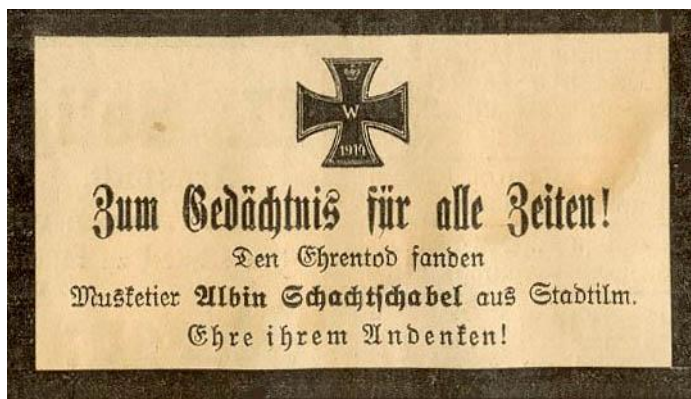 W
1914
Zum Gedächtnis für alle Zeiten!
Den Ehrentod fanden
Musketier Albin Schachtschabel aus Stadtilm.
Ehre ihrem Andenken!